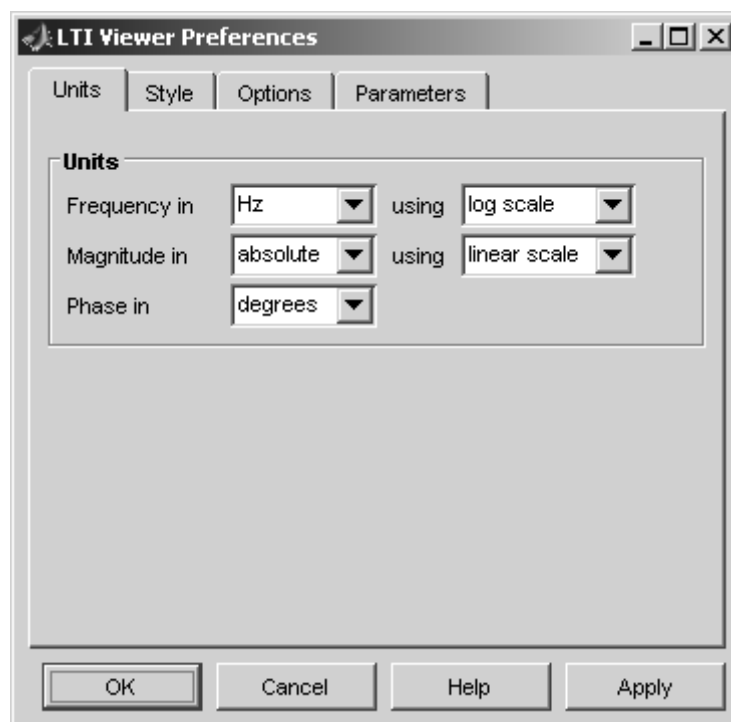 LTI Viewer Preferences
Units Style Options Parameters
Units
Frequency in Hz using log scale
Magnitude in absolute using linear scale
Phase in degrees
OK Cancel Help Apply